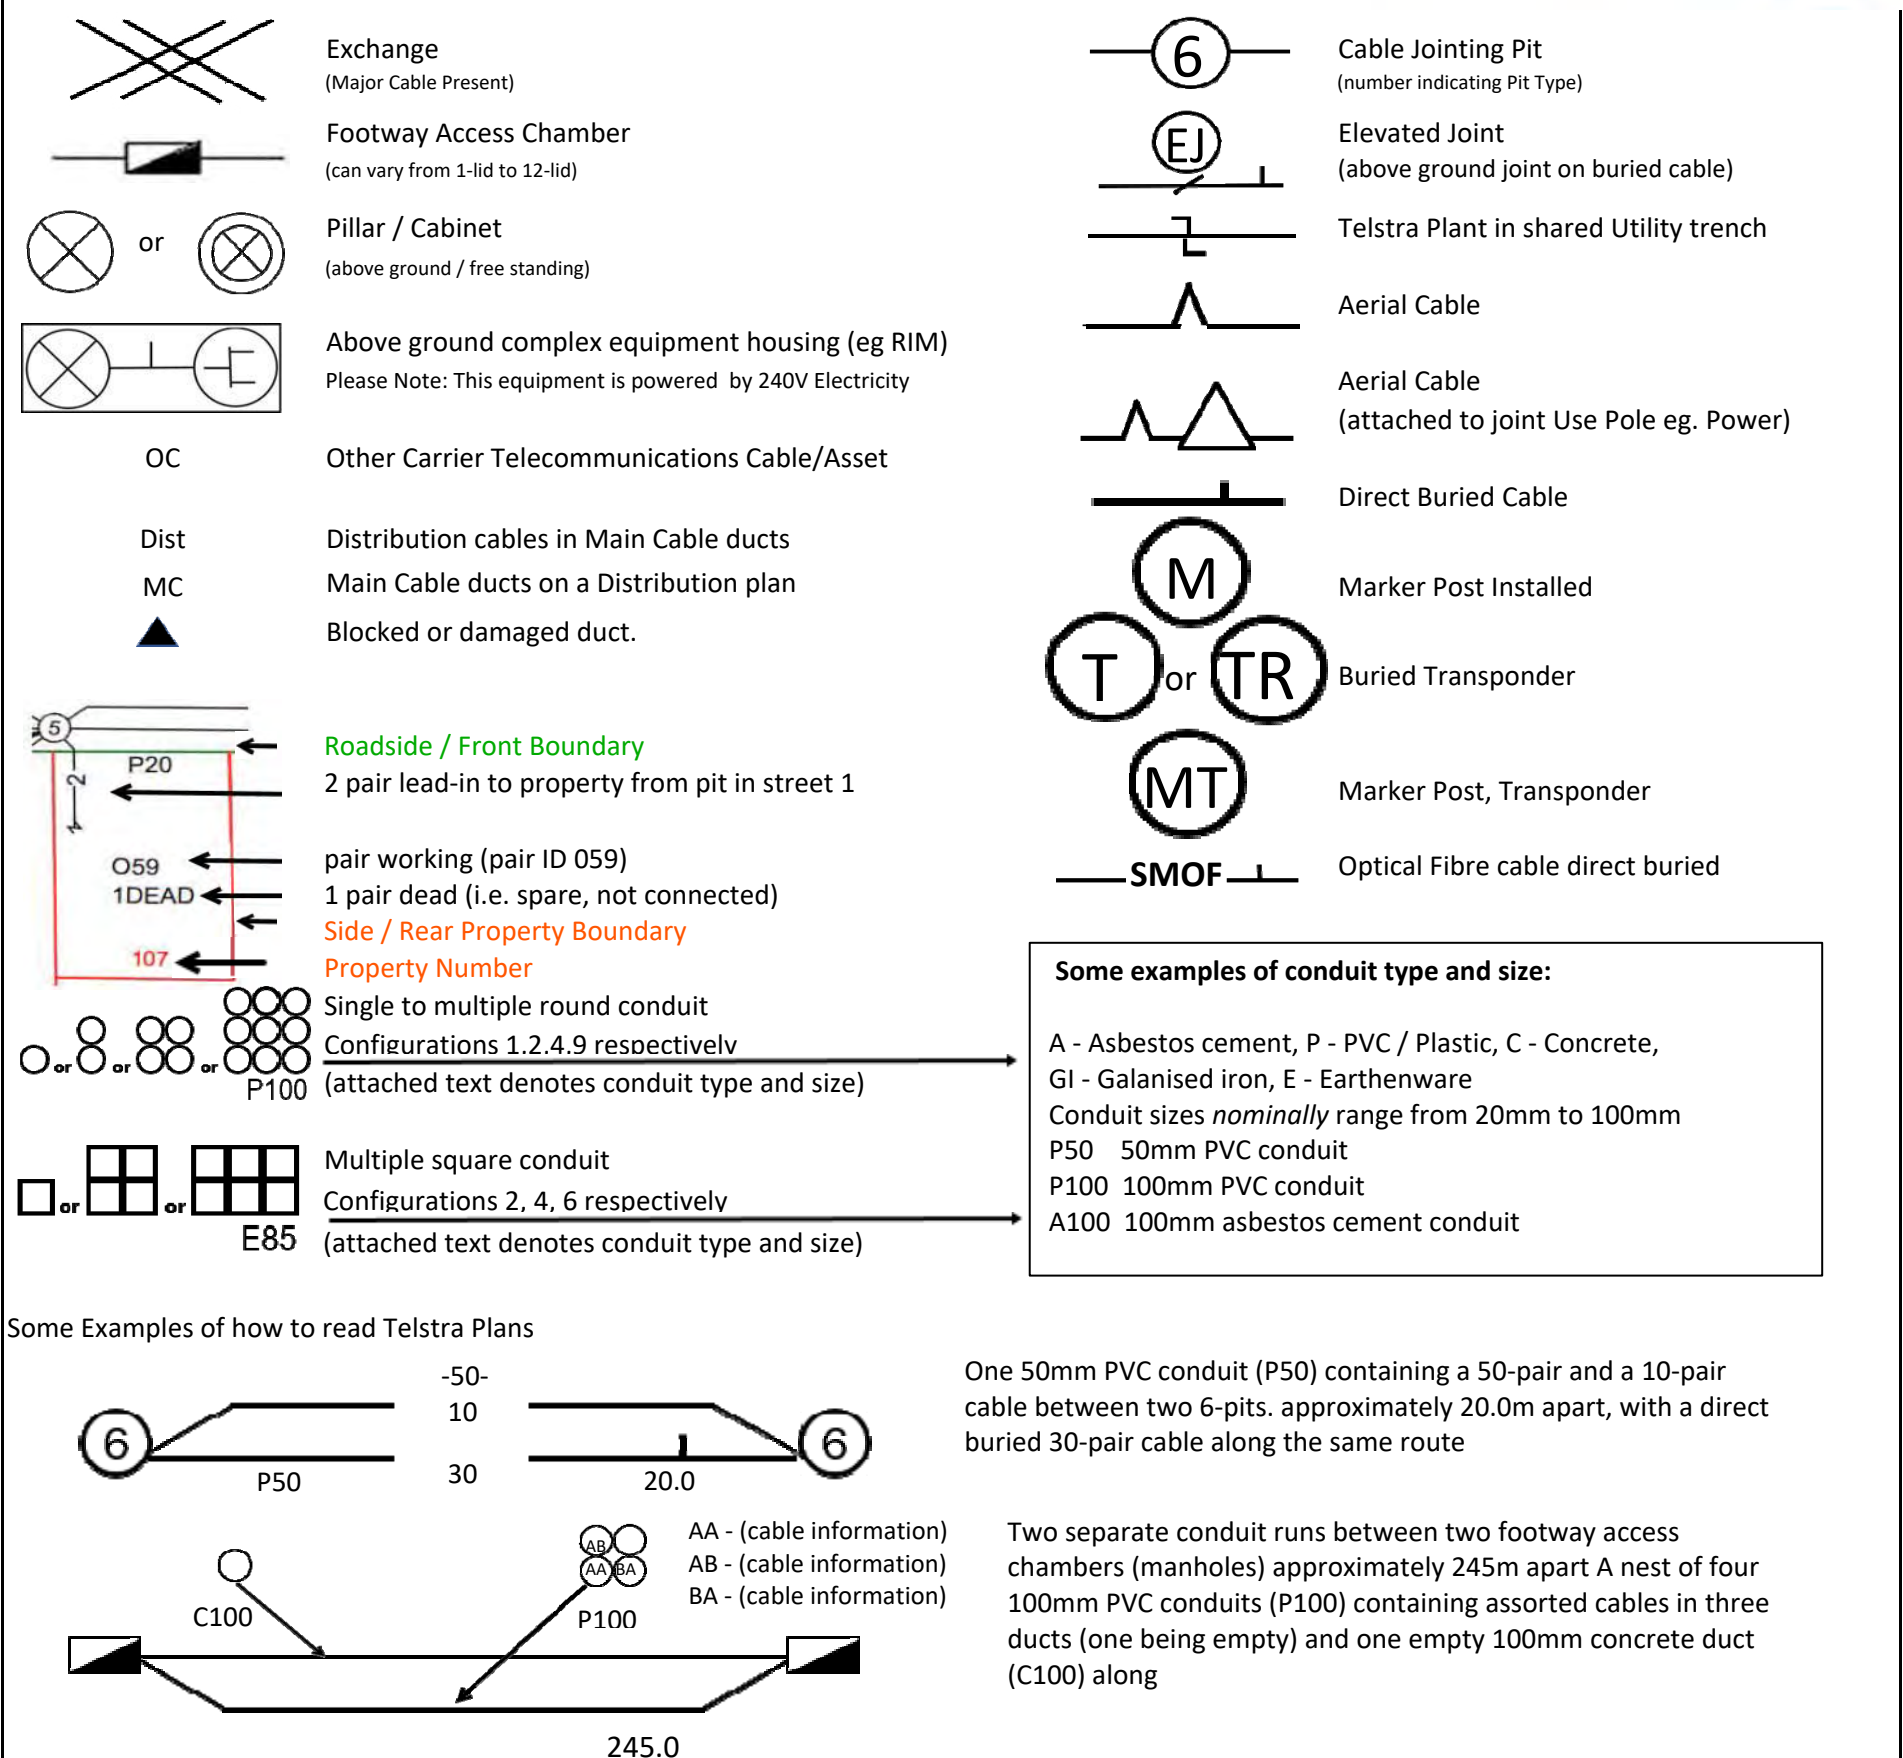 Exchange
(Major Cable Present)
Footway Access Chamber
(can vary from 1-lid to 12-lid)
or
Pillar / Cabinet
(above ground / free standing)
Above ground complex equipment housing (eg RIM)
Please Note: This equipment is powered by 240V Electricity
OC
Other Carrier Telecommunications Cable/Asset
Dist
Distribution cables in Main Cable ducts
MC
Main Cable ducts on a Distribution plan
Blocked or damaged duct.
5
Roadside / Front Boundary
P20
2
2 pair lead-in to property from pit in street 1
O59
pair working (pair ID 059)
1DEAD
1 pair dead (i.e. spare, not connected)
Side / Rear Property Boundary
107
Property Number
Single to multiple round conduit
Configurations 1.2.4.9 respectively
or or or
P100
(attached text denotes conduit type and size)
Multiple square conduit
or or
Configurations 2, 4, 6 respectively
E85
(attached text denotes conduit type and size)
6
Cable Jointing Pit
(number indicating Pit Type)
EJ
Elevated Joint
(above ground joint on buried cable)
Telstra Plant in shared Utility trench
Aerial Cable
Aerial Cable
(attached to joint Use Pole eg. Power)
Direct Buried Cable
M
Marker Post Installed
T or TR
Buried Transponder
MT
Marker Post, Transponder
SMOF
Optical Fibre cable direct buried
Some examples of conduit type and size:
A - Asbestos cement, P - PVC / Plastic, C - Concrete,
GI - Galanised iron, E - Earthenware
Conduit sizes nominally range from 20mm to 100mm
P50 50mm PVC conduit
P100 100mm PVC conduit
A100 100mm asbestos cement conduit
Some Examples of how to read Telstra Plans
-50-
10
6 6
P50
30
20.0
One 50mm PVC conduit (P50) containing a 50-pair and a 10-pair
cable between two 6-pits. approximately 20.0m apart, with a direct
buried 30-pair cable along the same route
AB
AA BA
C100
P100
AA - (cable information)
AB - (cable information)
BA - (cable information)
245.0
Two separate conduit runs between two footway access
chambers (manholes) approximately 245m apart A nest of four
100mm PVC conduits (P100) containing assorted cables in three
ducts (one being empty) and one empty 100mm concrete duct
(C100) along